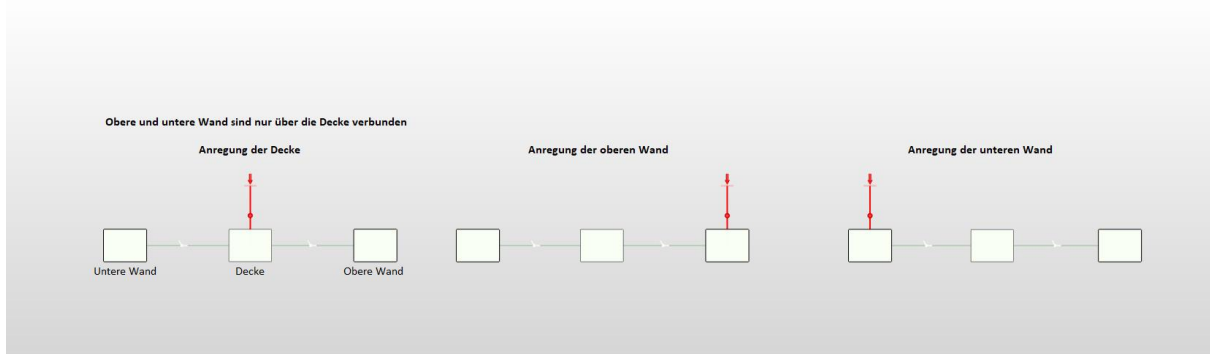 Obere und untere Wand sind nur über die Decke verbunden
Anregung der Decke
Anregung der oberen Wand
Anregung der unteren Wand
Untere Wand
Decke
Obere Wand